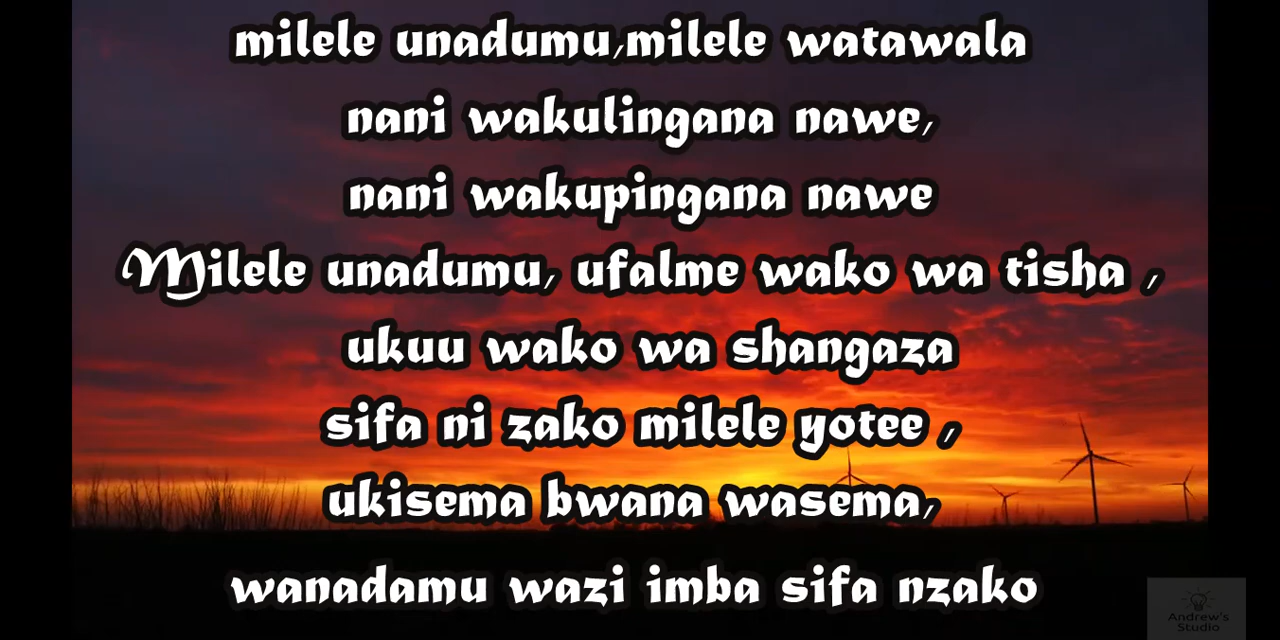 milele unadumu,milele watawala
nani wakulingana nawe,
nani wakupingana nawe
Milele unadumu, ufalme wako wa tisha ,
ukuu wako wa shangaza
sifa ni zako milele yotee ,
ukisema bwana wasema,
wanadamu wazi imba sifa nzako
Andrew's
Studio